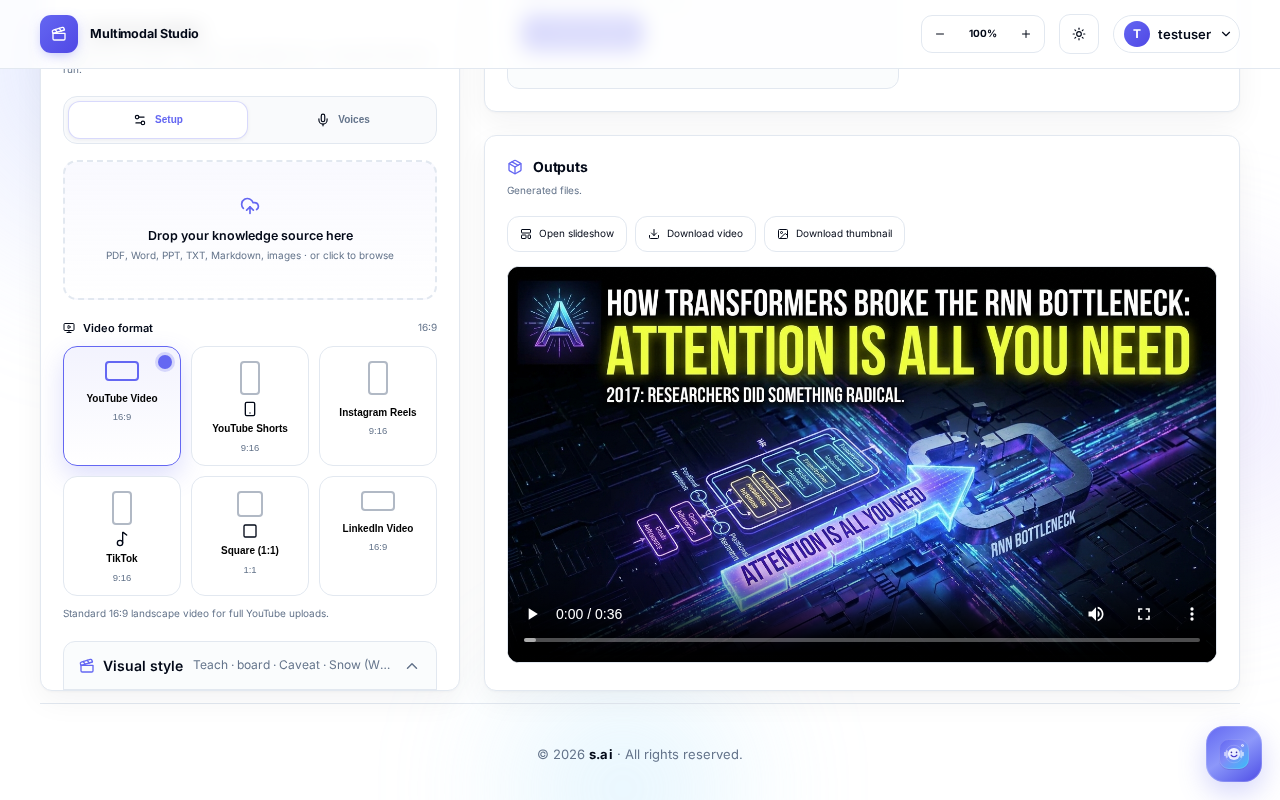 Multimodal Studio
100%
T
testuser
run.
Setup
Voices
Drop your knowledge source here
PDF, Word, PPT, TXT, Markdown, images · or click to browse
Video format
16:9
YouTube Video
16:9
YouTube Shorts
9:16
Instagram Reels
9:16
TikTok
9:16
Square (1:1)
1:1
LinkedIn Video
16:9
Standard 16:9 landscape video for full YouTube uploads.
Visual style
Teach · board · Caveat · Snow (W...
Outputs
Generated files.
Open slideshow
Download video
Download thumbnail
HOW TRANSFORMERS BROKE THE RNN BOTTLENECK:
ATTENTION IS ALL YOU NEED
2017: RESEARCHERS DID SOMETHING RADICAL.
ATTENTION IS ALL YOU NEED
RNN BOTTLENECK
0:00 / 0:36
© 2026 s.ai · All rights reserved.